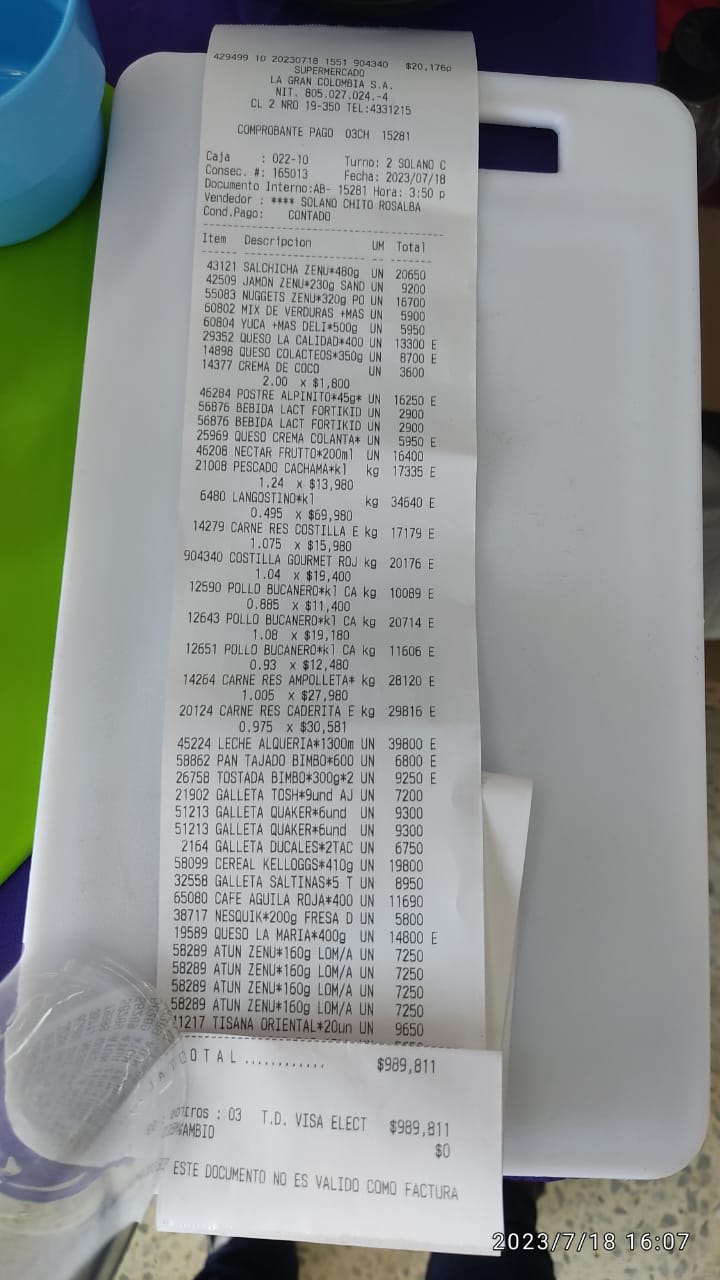 429499 10 20230718 1551 904340 $20,176p
SUPERMERCADO
LA GRAN COLOMBIA S.A.
NIT. 805.027.024.-4
CL 2 NRO 19-350 TEL:4331215
COMPROBANTE PAGO 03CH 15281
Caja : 022-10 Turno: 2 SOLANO C
Consec. #: 165013 Fecha: 2023/07/18
Documento Interno:AB- 15281 Hora: 3:50 p
Vendedor : **** SOLANO CHITO ROSALBA
Cond.Pago: CONTADO
Item Descripcion UM Total
43121 SALCHICHA ZENU*480g UN 20650
42509 JAMON ZENU*230g SAND UN 9200
55083 NUGGETS ZENU*320g PO UN 16700
60802 MIX DE VERDURAS +MAS UN 5900
60804 YUCA +MAS DELI*500g UN 5950
29352 QUESO LA CALIDAD*400 UN 13300 E
14898 QUESO COLACTEOS*350g UN 8700 E
14377 CREMA DE COCO UN 3600
2.00 x $1,800
46284 POSTRE ALPINITO*45g* UN 16250 E
56876 BEBIDA LACT FORTIKID UN 2900
56876 BEBIDA LACT FORTIKID UN 2900
25969 QUESO CREMA COLANTA* UN 5950 E
46208 NECTAR FRUTTO*200ml UN 16400
21008 PESCADO CACHAMA*kl kg 17335 E
1.24 x $13,980
6480 LANGOSTINO*kl kg 34640 E
0.495 x $69,980
14279 CARNE RES COSTILLA E kg 17179 E
1.075 x $15,980
904340 COSTILLA GOURMET ROJ kg 20176 E
1.04 x $19,400
12590 POLLO BUCANERO*kl CA kg 10089 E
0.885 x $11,400
12643 POLLO BUCANERO*kl CA kg 20714 E
1.08 x $19,180
12651 POLLO BUCANERO*kl CA kg 11606 E
0.93 x $12,480
14264 CARNE RES AMPOLLETA* kg 28120 E
1.005 x $27,980
20124 CARNE RES CADERITA E kg 29816 E
0.975 x $30,581
45224 LECHE ALQUERIA*1300m UN 39800 E
58862 PAN TAJADO BIMBO*600 UN 6800 E
26758 TOSTADA BIMBO*300g*2 UN 9250 E
21902 GALLETA TOSH*9und AJ UN 7200
51213 GALLETA QUAKER*6und UN 9300
51213 GALLETA QUAKER*6und UN 9300
2164 GALLETA DUCALES*2TAC UN 6750
58099 CEREAL KELLOGGS*410g UN 19800
32558 GALLETA SALTINAS*5 T UN 8950
65080 CAFE AGUILA ROJA*400 UN 11690
38717 NESQUIK*200g FRESA D UN 5800
19589 QUESO LA MARIA*400g UN 14800 E
58289 ATUN ZENU*160g LOM/A UN 7250
58289 ATUN ZENU*160g LOM/A UN 7250
58289 ATUN ZENU*160g LOM/A UN 7250
58289 ATUN ZENU*160g LOM/A UN 7250
11217 TISANA ORIENTAL*20un UN 9650
TOTAL ............ $989,811
: 03 T.D. VISA ELECT $989,811
$0
ESTE DOCUMENTO NO ES VALIDO COMO FACTURA
2023/7/18 16:07